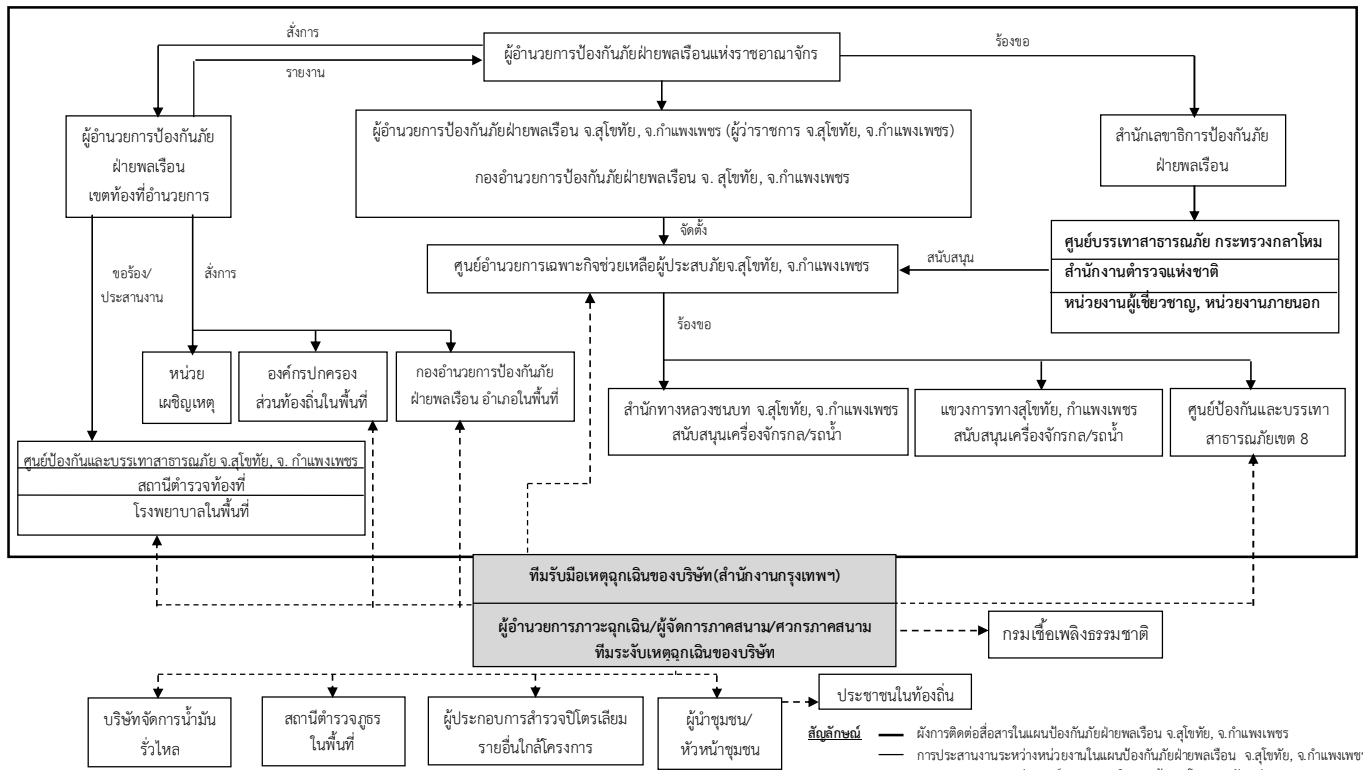 สั่งการ
ผู้อำนวยการป้องกันภัยฝ่ายพลเรือนแห่งราชอาณาจักร
ร้องขอ
รายงาน
ผู้อำนวยการป้องกันภัย
ฝ่ายพลเรือน
เขตท้องที่อำนวยการ
ผู้อำนวยการป้องกันภัยฝ่ายพลเรือน จ.สุโขทัย, จ.กำแพงเพชร (ผู้ว่าราชการ จ.สุโขทัย, จ.กำแพงเพชร)
กองอำนวยการป้องกันภัยฝ่ายพลเรือน จ. สุโขทัย, จ.กำแพงเพชร
สำนักเลขาธิการป้องกันภัย
ฝ่ายพลเรือน
จัดตั้ง
ศูนย์อำนวยการเฉพาะกิจช่วยเหลือผู้ประสบภัยจ.สุโขทัย, จ.กำแพงเพชร
สนับสนุน
ศูนย์บรรเทาสาธารณภัย กระทรวงกลาโหม
สำนักงานตำรวจแห่งชาติ
หน่วยงานผู้เชี่ยวชาญ, หน่วยงานภายนอก
ขอร้อง/
ประสานงาน
สั่งการ
ร้องขอ
หน่วย
เผชิญเหตุ
องค์กรปกครอง
ส่วนท้องถิ่นในพื้นที่
กองอำนวยการป้องกันภัย
ฝ่ายพลเรือน อำเภอในพื้นที่
สำนักทางหลวงชนบท จ.สุโขทัย, จ.กำแพงเพชร
สนับสนุนเครื่องจักรกล/รถน้ำ
แขวงการทางสุโขทัย, กำแพงเพชร
สนับสนุนเครื่องจักรกล/รถน้ำ
ศูนย์ป้องกันและบรรเทา
สาธารณภัยเขต 8
ศูนย์ป้องกันและบรรเทาสาธารณภัย จ.สุโขทัย, จ. กำแพงเพชร
สถานีตำรวจท้องที่
โรงพยาบาลในพื้นที่
ทีมรับมือเหตุฉุกเฉินของบริษัท(สำนักงานกรุงเทพฯ)
ผู้อำนวยการภาวะฉุกเฉิน/ผู้จัดการภาคสนาม/ศวกรภาคสนาม
ทีมระงับเหตุฉุกเฉินของบริษัท
กรมเชื้อเพลิงธรรมชาติ
บริษัทจัดการน้ำมัน
รั่วไหล
สถานีตำรวจภูธร
ในพื้นที่
ผู้ประกอบการสำรวจปิโตรเลียม
รายอื่นใกล้โครงการ
ผู้นำชุมชน/
หัวหน้าชุมชน
ประชาชนในท้องถิ่น
สัญลักษณ์
ผังการติดต่อสื่อสารในแผนป้องกันภัยฝ่ายพลเรือน จ.สุโขทัย, จ.กำแพงเพชร
การประสานงานระหว่างหน่วยงานในแผนป้องกันภัยฝ่ายพลเรือน จ.สุโขทัย, จ.กำแพงเพชร